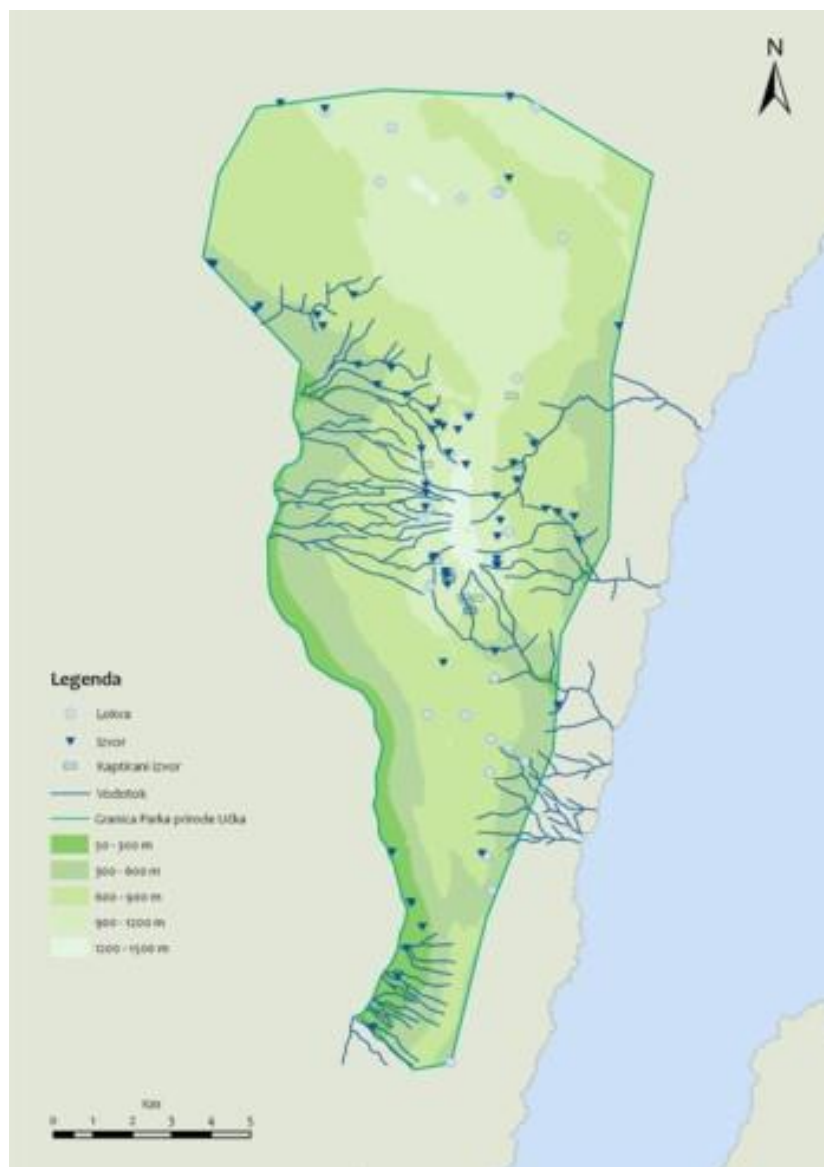 N
Legenda
Lokva
Izvor
Kaptirani izvor
Vodotok
Granica Parka prirode Učka
50 - 300 m
300 - 600 m
600 - 900 m
900 - 1200 m
1200 - 1500 m
Km
0 1 2 3 4 5